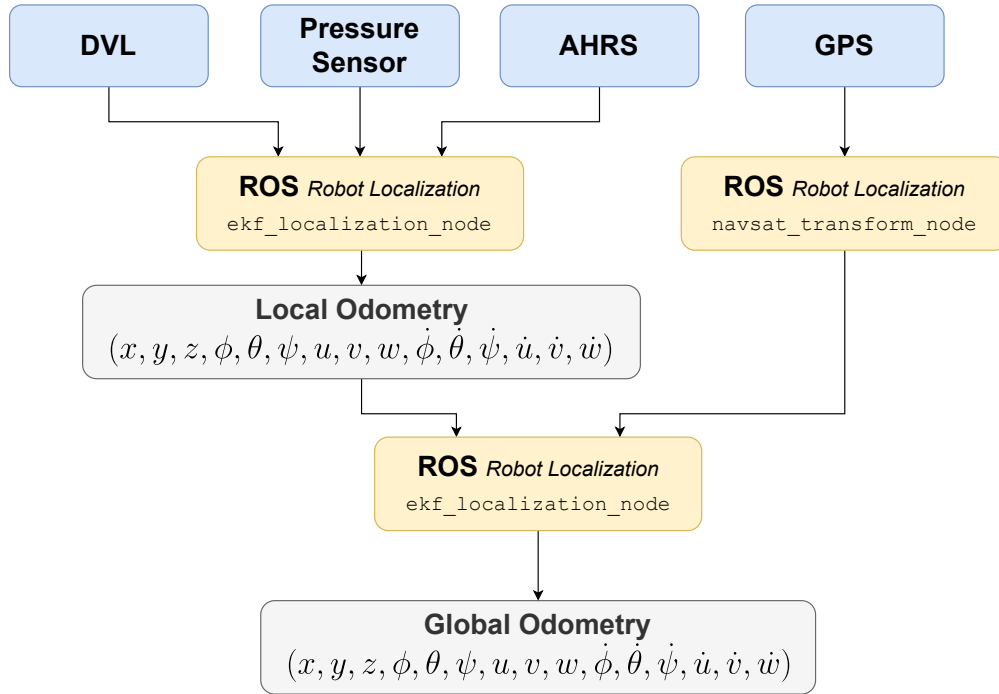 DVL
Pressure
Sensor
AHRS
GPS
ROS Robot Localization
ekf_localization_node
ROS Robot Localization
navsat_transform_node
Local Odometry
(x, y, z, ϕ, θ, ψ, u, v, w, ϕ̇, θ̇, ψ̇, u̇, v̇, ẇ)
ROS Robot Localization
ekf_localization_node
Global Odometry
(x, y, z, ϕ, θ, ψ, u, v, w, ϕ̇, θ̇, ψ̇, u̇, v̇, ẇ)